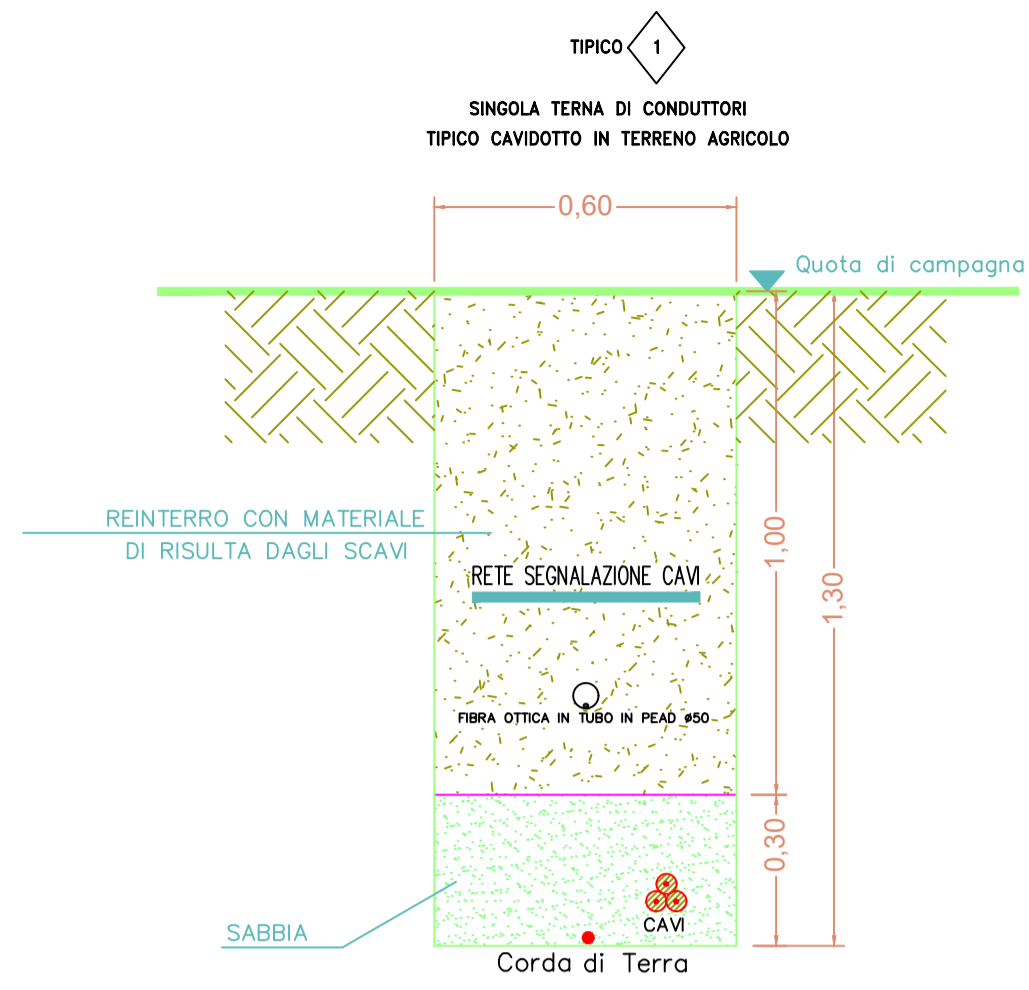 TIPICO 1
SINGOLA TERNA DI CONDUTTORI
TIPICO CAVIDOTTO IN TERRENO AGRICOLO
0,60
Quota di campagna
REINTERRO CON MATERIALE
DI RISULTA DAGLI SCAVI
1,00
1,30
RETE SEGNALAZIONE CAVI
FIBRA OTTICA IN TUBO IN PEAD ø50
0,30
SABBIA
CAVI
Corda di Terra